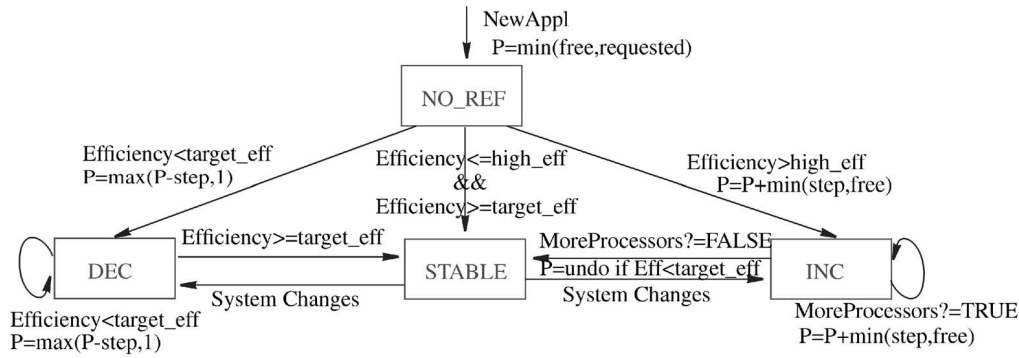 NewAppl
P=min(free,requested)
NO_REF
Efficiency<target_eff
P=max(P-step,1)
Efficiency<=high_eff
&&
Efficiency>=target_eff
Efficiency>high_eff
P=P+min(step,free)
DEC
Efficiency>=target_eff
System Changes
STABLE
MoreProcessors?=FALSE
P=undo if Eff<target_eff
System Changes
INC
Efficiency<target_eff
P=max(P-step,1)
MoreProcessors?=TRUE
P=P+min(step,free)